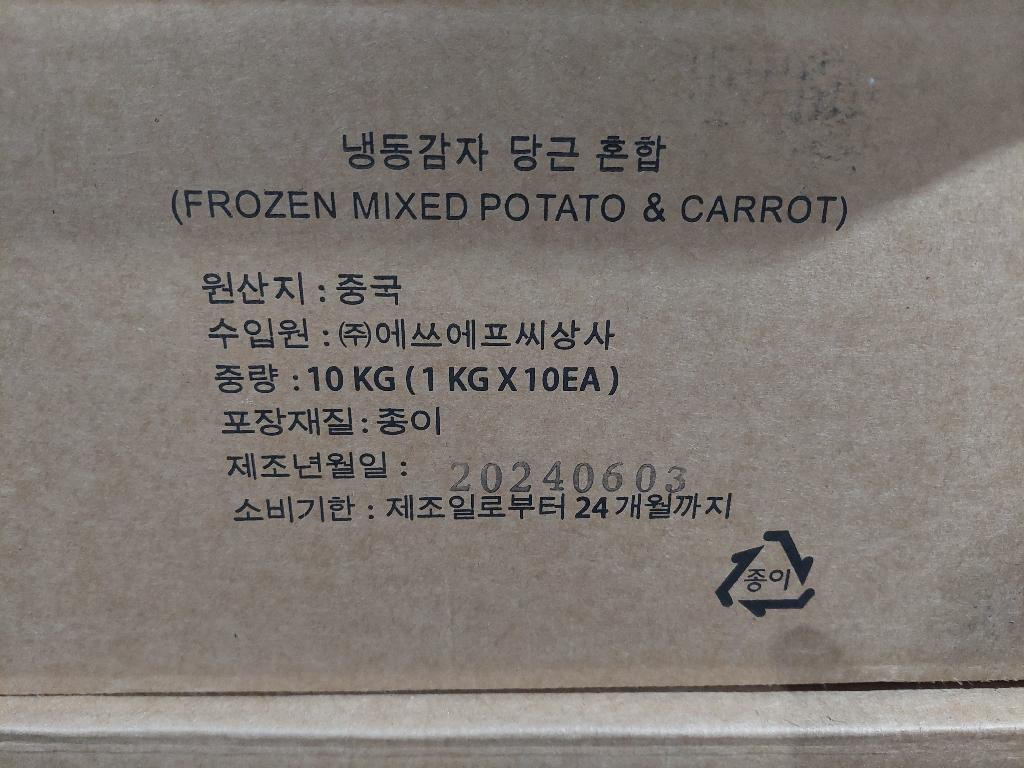 냉동감자 당근 혼합
(FROZEN MIXED POTATO & CARROT)
원산지 : 중국
수입원 : ㈜에쓰에프씨상사
중량 : 10 KG ( 1 KG X 10EA )
포장재질 : 종이
제조년월일 : 20240603
소비기한 : 제조일로부터 24 개월까지
종이